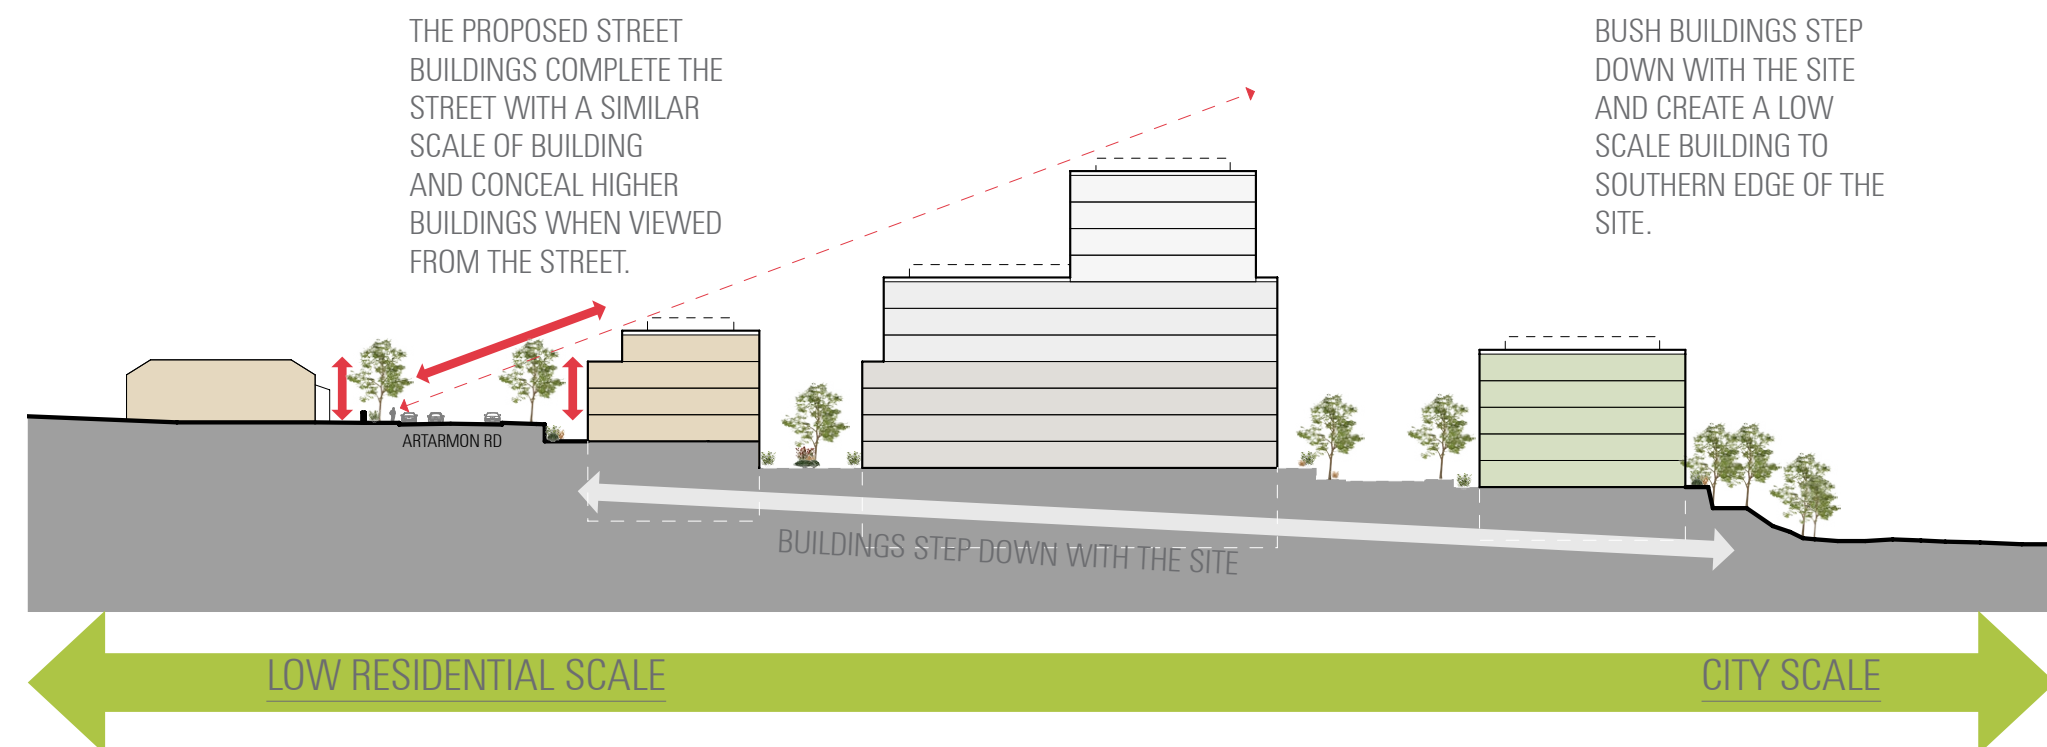 THE PROPOSED STREET
BUILDINGS COMPLETE THE
STREET WITH A SIMILAR
SCALE OF BUILDING
AND CONCEAL HIGHER
BUILDINGS WHEN VIEWED
FROM THE STREET.
BUSH BUILDINGS STEP
DOWN WITH THE SITE
AND CREATE A LOW
SCALE BUILDING TO
SOUTHERN EDGE OF THE
SITE.
ARTARMON RD
BUILDINGS STEP DOWN WITH THE SITE
LOW RESIDENTIAL SCALE
CITY SCALE